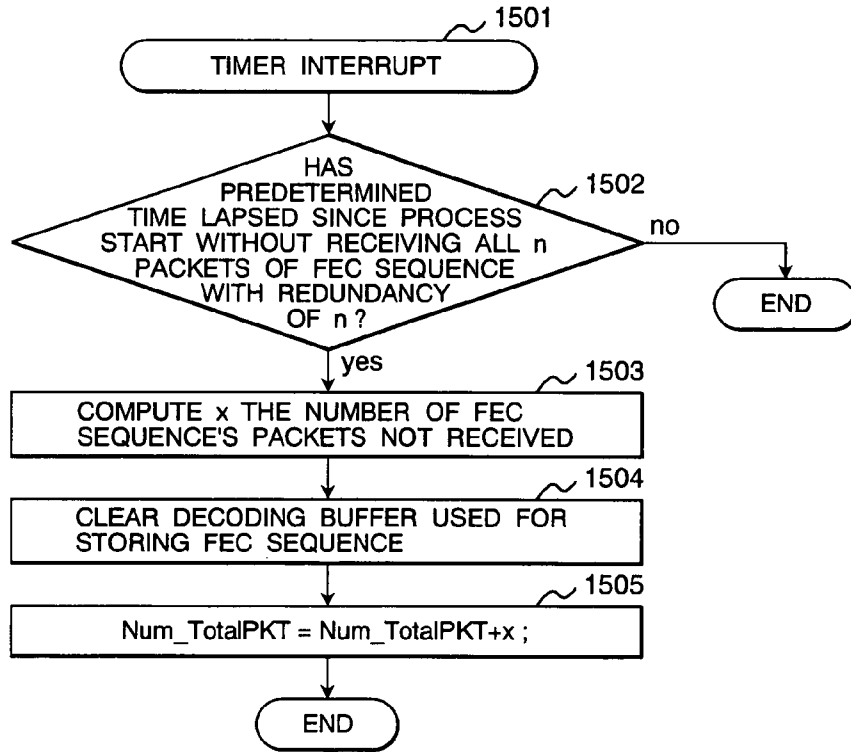 1501
TIMER INTERRUPT
HAS
PREDETERMINED
TIME LAPSED SINCE PROCESS
START WITHOUT RECEIVING ALL n
PACKETS OF FEC SEQUENCE
WITH REDUNDANCY
OF n ?
1502
no
END
yes
1503
COMPUTE x THE NUMBER OF FEC
SEQUENCE'S PACKETS NOT RECEIVED
1504
CLEAR DECODING BUFFER USED FOR
STORING FEC SEQUENCE
1505
Num_TotalPKT = Num_TotalPKT+x ;
END